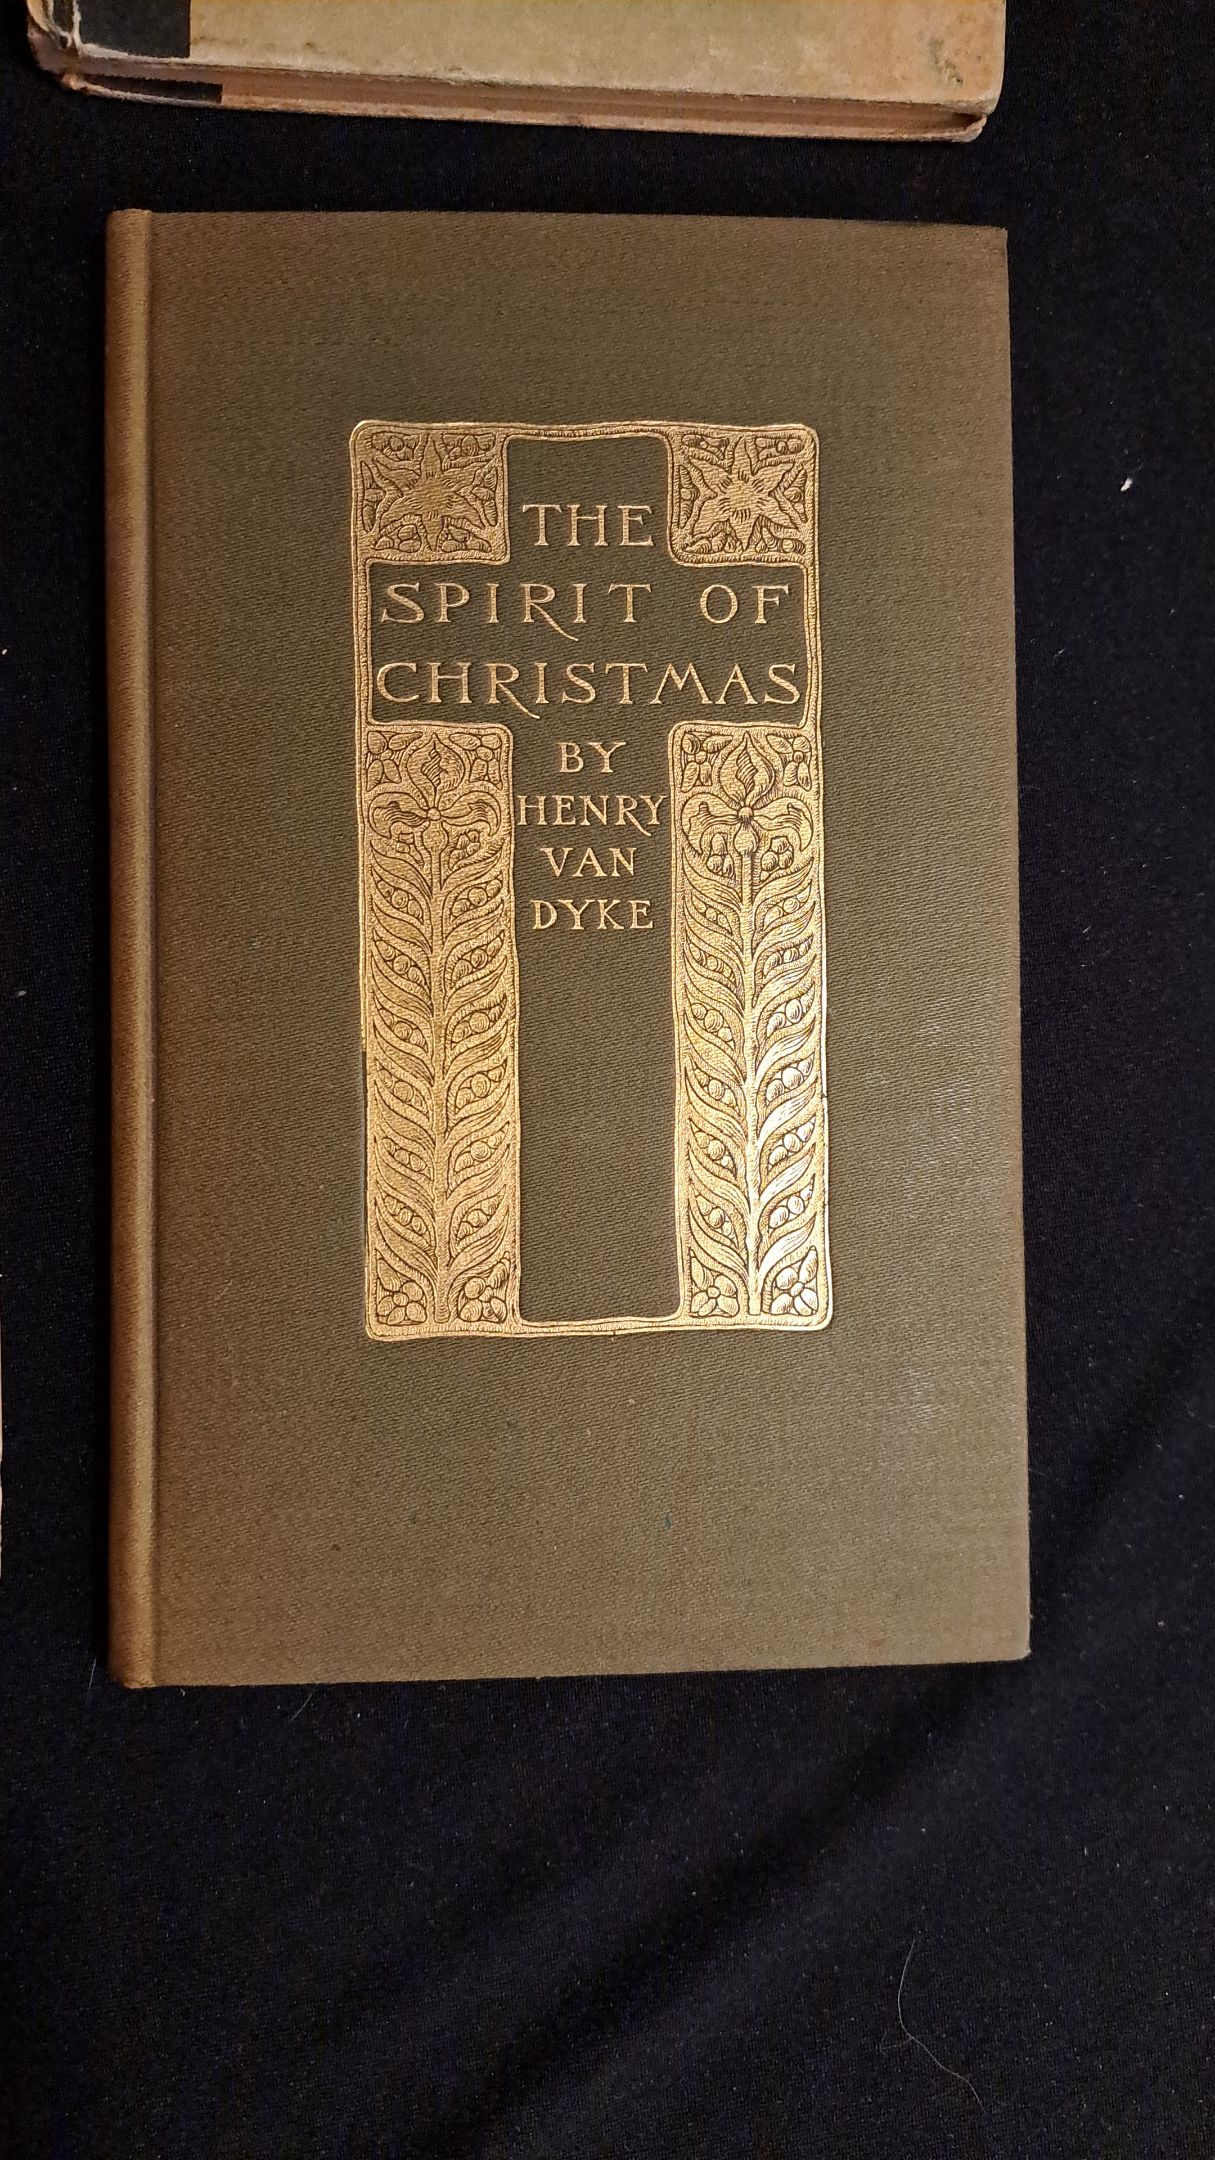 THE
SPIRIT OF
CHRISTMAS
BY
HENRY
VAN
DYKE